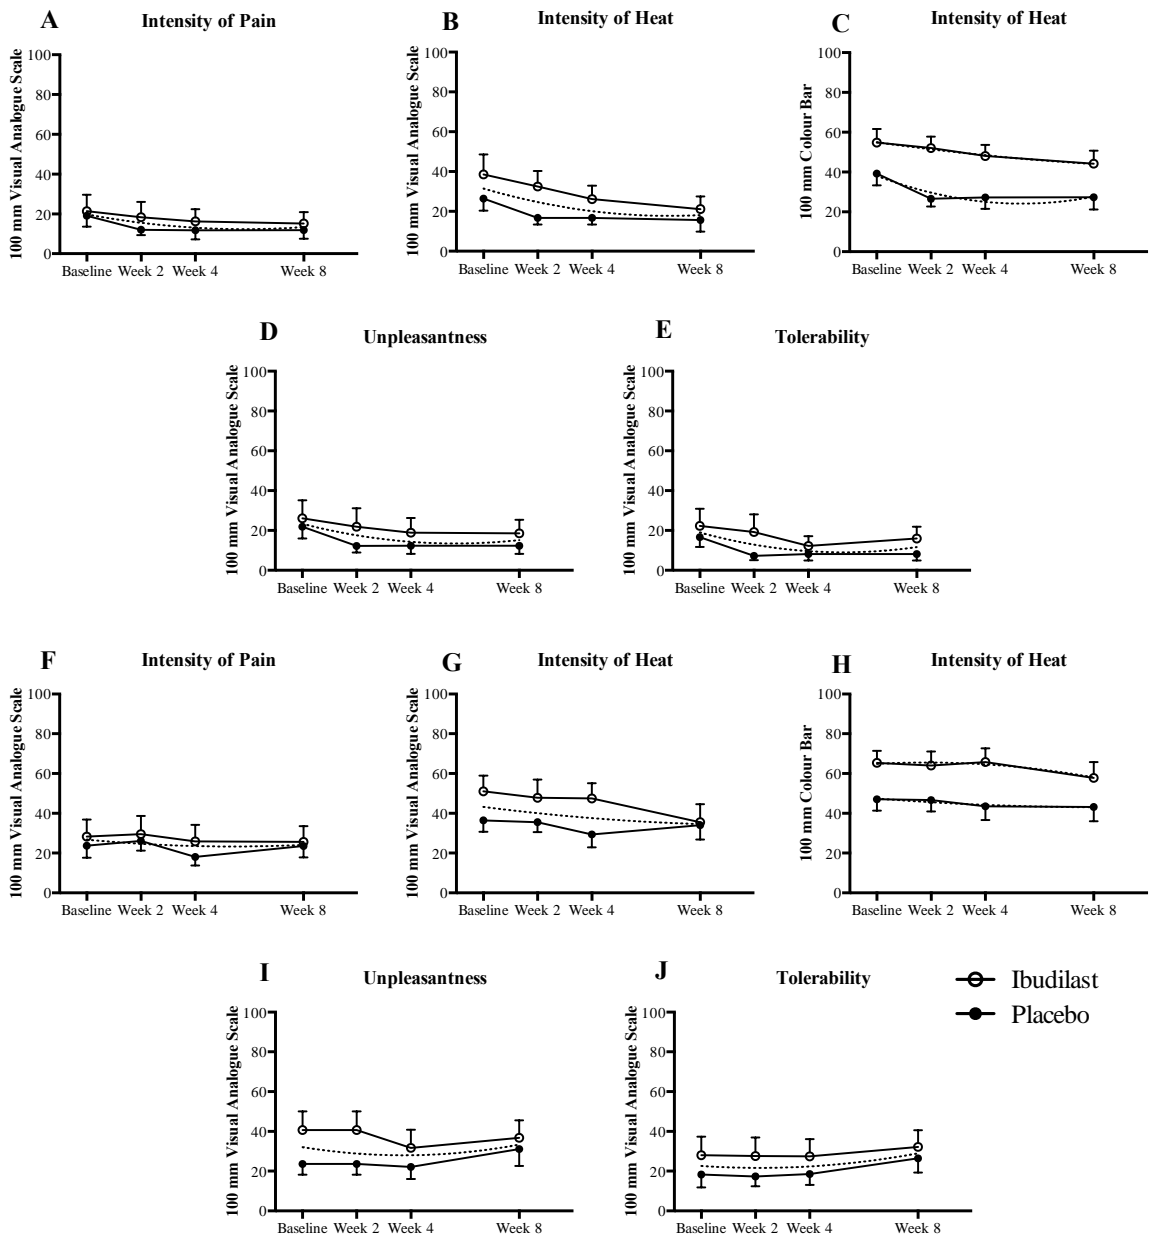 A
Intensity of Pain
100 mm Visual Analogue Scale
100
80
60
40
20
0
Baseline Week 2 Week 4 Week 8
B
Intensity of Heat
100 mm Visual Analogue Scale
100
80
60
40
20
0
Baseline Week 2 Week 4 Week 8
C
Intensity of Heat
100 mm Colour Bar
100
80
60
40
20
0
Baseline Week 2 Week 4 Week 8
D
Unpleasantness
100 mm Visual Analogue Scale
100
80
60
40
20
0
Baseline Week 2 Week 4 Week 8
E
Tolerability
100 mm Visual Analogue Scale
100
80
60
40
20
0
Baseline Week 2 Week 4 Week 8
F
Intensity of Pain
100 mm Visual Analogue Scale
100
80
60
40
20
0
Baseline Week 2 Week 4 Week 8
G
Intensity of Heat
100 mm Visual Analogue Scale
100
80
60
40
20
0
Baseline Week 2 Week 4 Week 8
H
Intensity of Heat
100 mm Colour Bar
100
80
60
40
20
0
Baseline Week 2 Week 4 Week 8
I
Unpleasantness
100 mm Visual Analogue Scale
100
80
60
40
20
0
Baseline Week 2 Week 4 Week 8
J
Tolerability
100 mm Visual Analogue Scale
100
80
60
40
20
0
Baseline Week 2 Week 4 Week 8
Ibudilast
Placebo